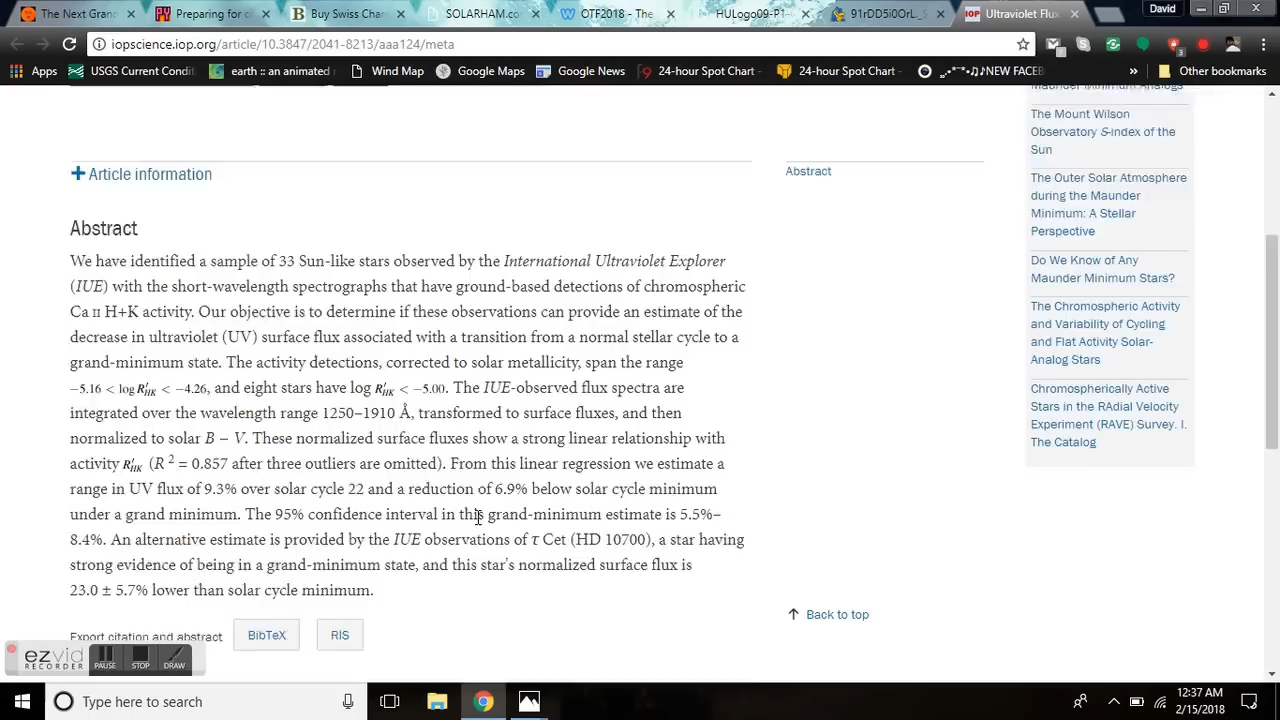 The Next Gran
Preparing for c
Buy Swiss Char
SOLARHAM.co
OTF2018 - The
HULogo09-P1-
91rDD5i0OrL._S
Ultraviolet Flux
David
iopscience.iop.org/article/10.3847/2041-8213/aaa124/meta
Apps
USGS Current Condi
earth :: an animated
Wind Map
Google Maps
Google News
24-hour Spot Chart -
24-hour Spot Chart -
¸„.-•*♫♪NEW FACEB
»
Other bookmarks
Maunder Minimum Analogs
The Mount Wilson
Observatory S-index of the
Sun
The Outer Solar Atmosphere
during the Maunder
Minimum: A Stellar
Perspective
Do We Know of Any
Maunder Minimum Stars?
The Chromospheric Activity
and Variability of Cycling
and Flat Activity Solar-
Analog Stars
Chromospherically Active
Stars in the RAdial Velocity
Experiment (RAVE) Survey. I.
The Catalog
Article information
Abstract
Abstract
We have identified a sample of 33 Sun-like stars observed by the International Ultraviolet Explorer
(IUE) with the short-wavelength spectrographs that have ground-based detections of chromospheric
Ca II H+K activity. Our objective is to determine if these observations can provide an estimate of the
decrease in ultraviolet (UV) surface flux associated with a transition from a normal stellar cycle to a
grand-minimum state. The activity detections, corrected to solar metallicity, span the range
−5.16 < log R′HK < −4.26, and eight stars have log R′HK < −5.00. The IUE-observed flux spectra are
integrated over the wavelength range 1250–1910 Å, transformed to surface fluxes, and then
normalized to solar B − V. These normalized surface fluxes show a strong linear relationship with
activity R′HK (R 2 = 0.857 after three outliers are omitted). From this linear regression we estimate a
range in UV flux of 9.3% over solar cycle 22 and a reduction of 6.9% below solar cycle minimum
under a grand minimum. The 95% confidence interval in this grand-minimum estimate is 5.5%–
8.4%. An alternative estimate is provided by the IUE observations of τ Cet (HD 10700), a star having
strong evidence of being in a grand-minimum state, and this star's normalized surface flux is
23.0 ± 5.7% lower than solar cycle minimum.
Back to top
Export citation and abstract
BibTeX
RIS
ezvid
RECORDER
PAUSE
STOP
DRAW
Type here to search
12:37 AM
2/15/2018